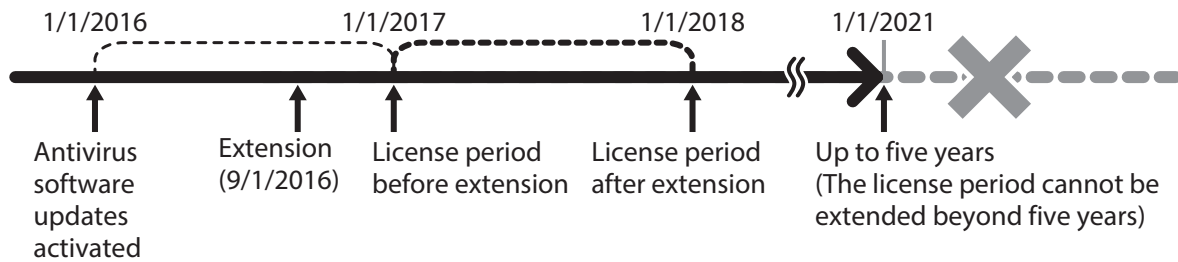 1/1/2016
1/1/2017
1/1/2018
1/1/2021
Antivirus
software
updates
activated
Extension
(9/1/2016)
License period
before extension
License period
after extension
Up to five years
(The license period cannot be
extended beyond five years)